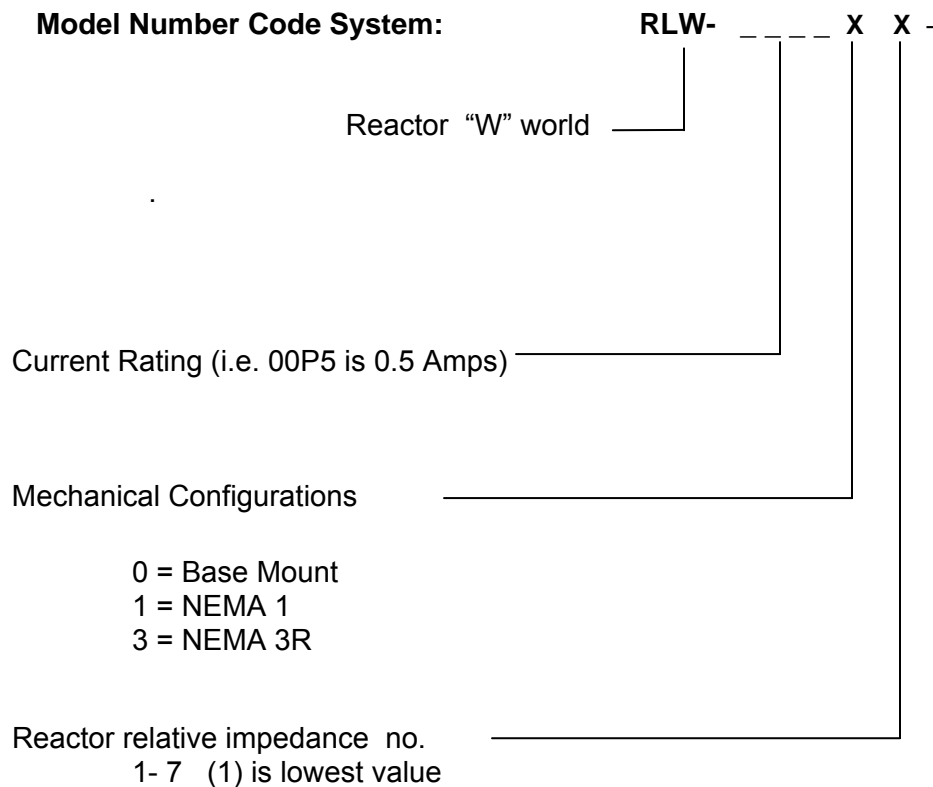 Model Number Code System: RLW- _ _ _ _ X X -
Reactor “W” world
.
Current Rating (i.e. 00P5 is 0.5 Amps)
Mechanical Configurations
0 = Base Mount
1 = NEMA 1
3 = NEMA 3R
Reactor relative impedance no.
1- 7 (1) is lowest value